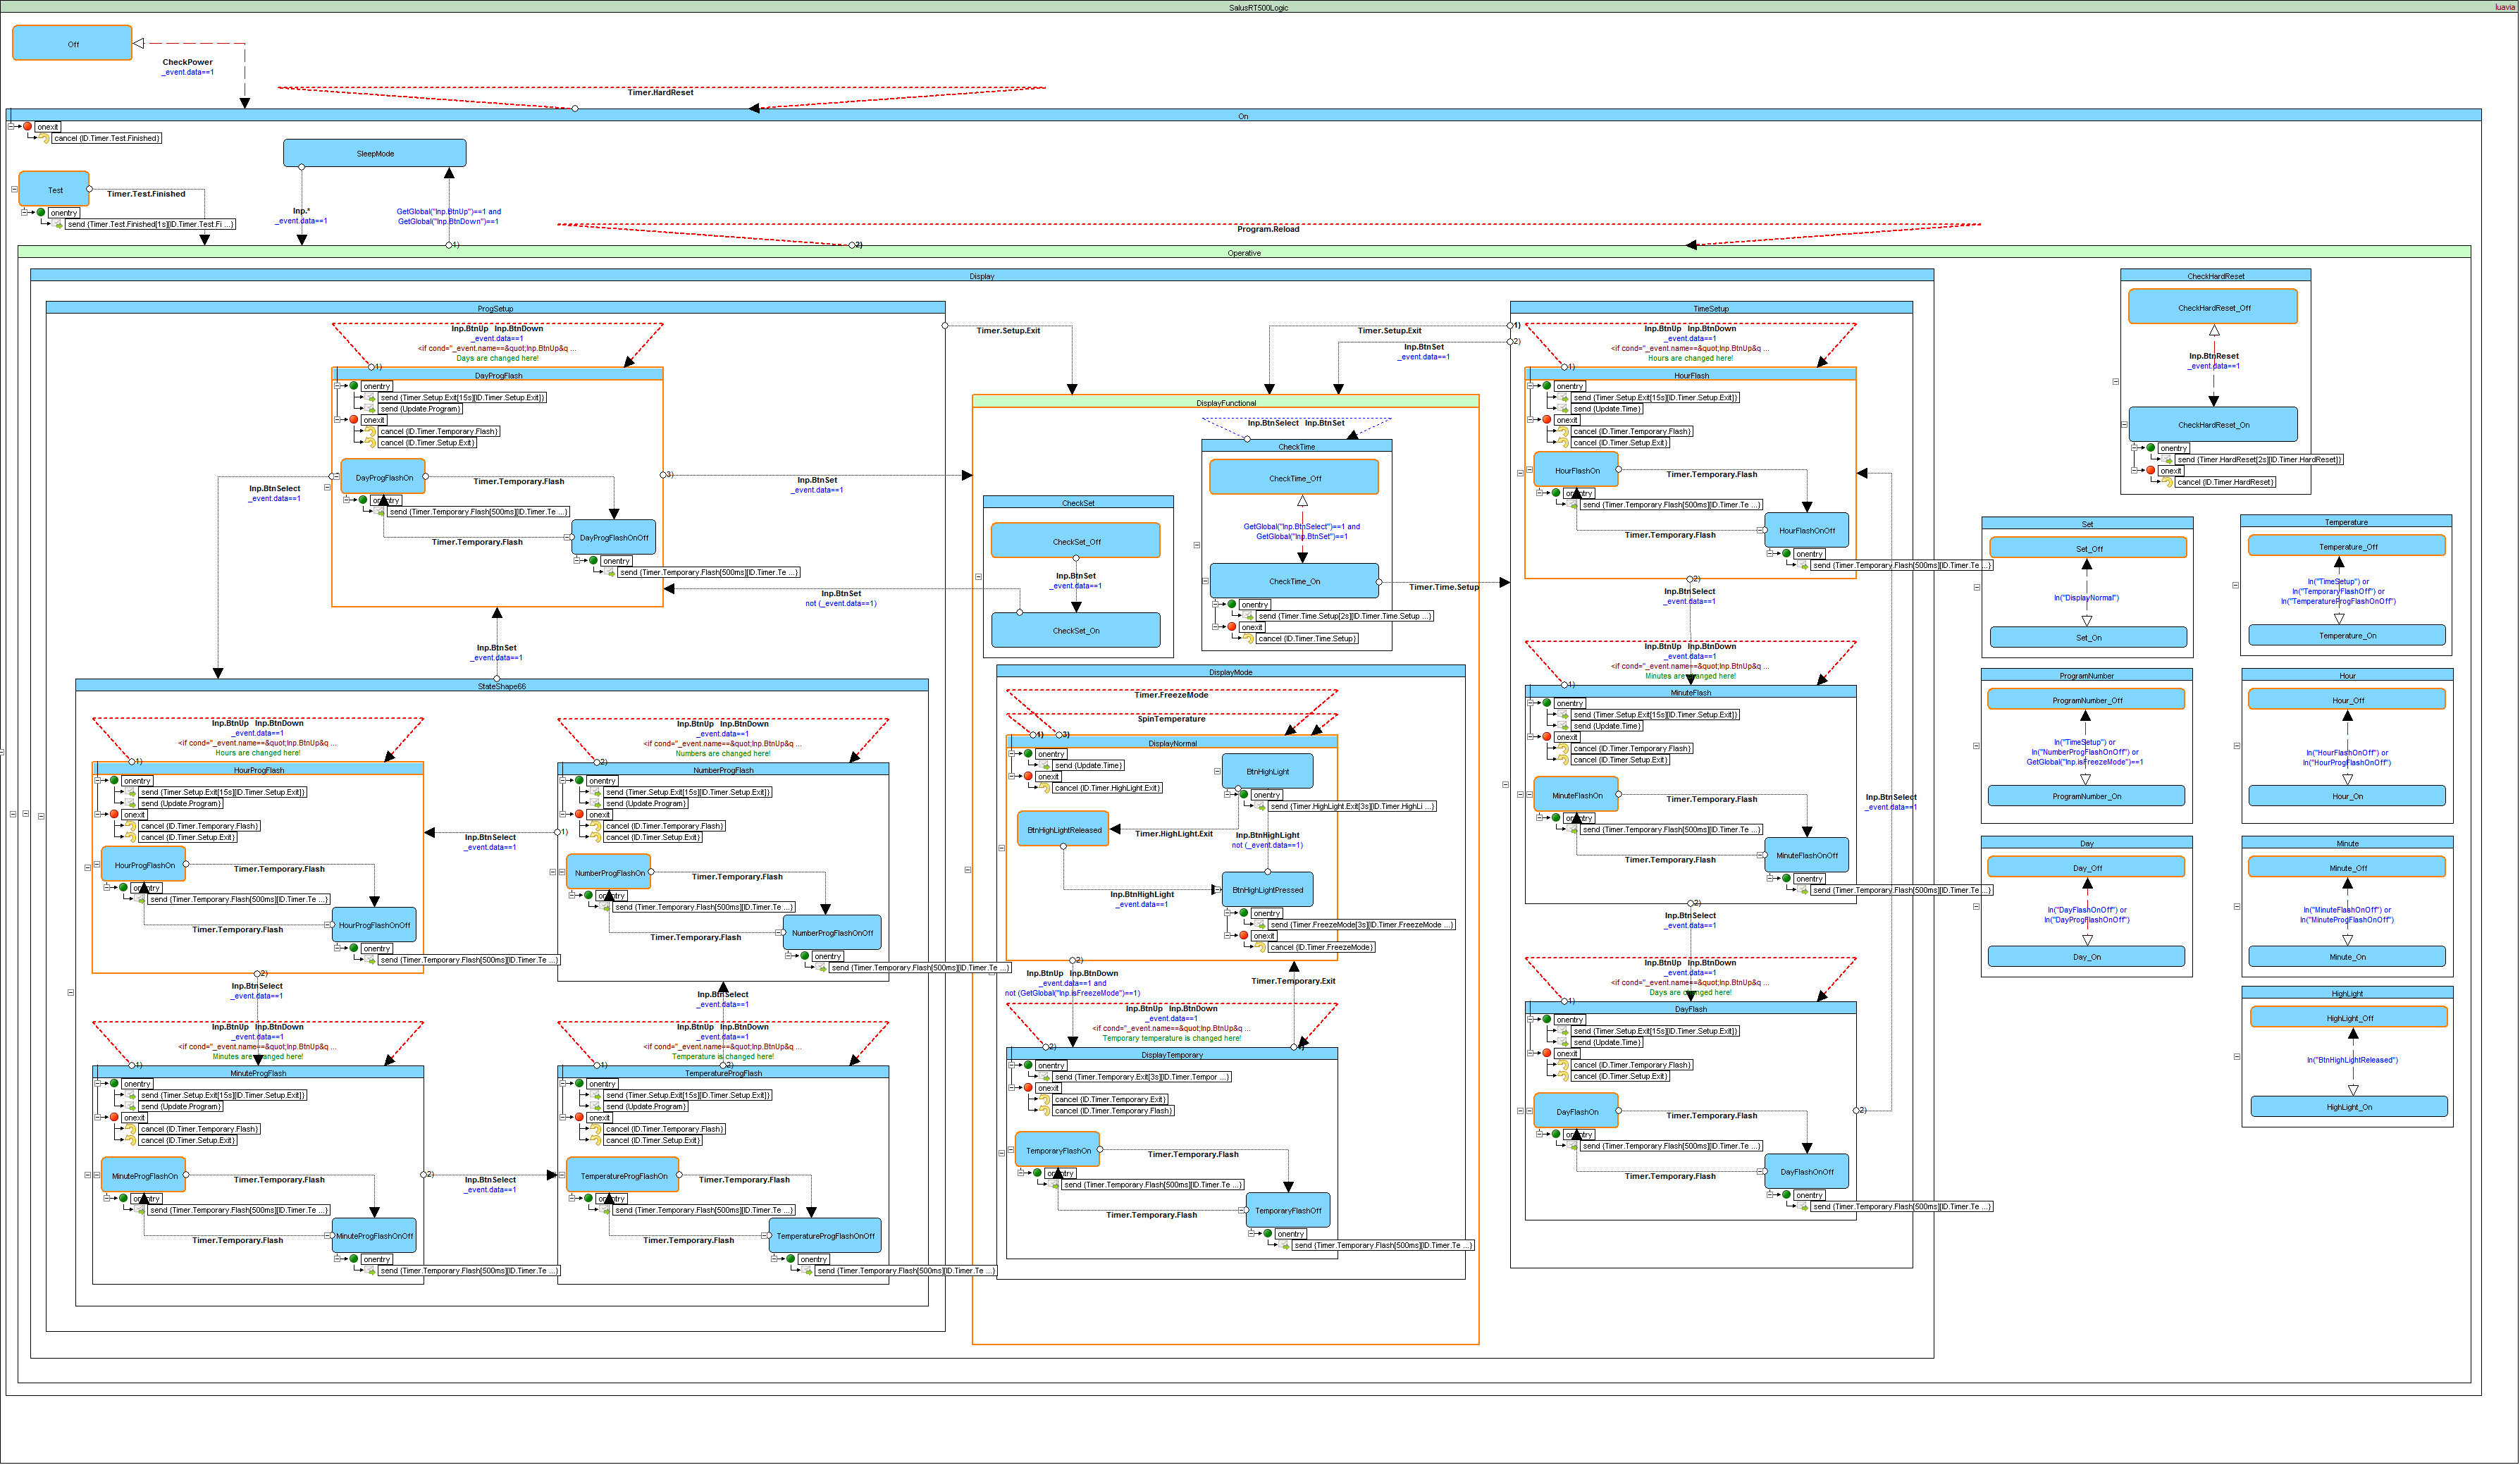 SalusRT500Logic
luavia
Off
CheckPower
_event.data==1
Timer.HardReset
On
onexit
cancel {ID.Timer.Test.Finished}
SleepMode
Test
Timer.Test.Finished
onentry
send {Timer.Test.Finished[1s][ID.Timer.Test.Fi ...}
Inp.*
_event.data==1
GetGlobal("Inp.BtnUp")==1 and
GetGlobal("Inp.BtnDown")==1
1)
Program.Reload
2)
Operative
Display
ProgSetup
Inp.BtnUp Inp.BtnDown
_event.data==1
<if cond="_event.name==&quot;Inp.BtnUp&q ...
Days are changed here!
1)
DayProgFlash
onentry
send {Timer.Setup.Exit[15s][ID.Timer.Setup.Exit]}
send {Update.Program}
onexit
cancel {ID.Timer.Temporary.Flash}
cancel {ID.Timer.Setup.Exit}
DayProgFlashOn
Timer.Temporary.Flash
onentry
send {Timer.Temporary.Flash[500ms][ID.Timer.Te ...}
DayProgFlashOnOff
Timer.Temporary.Flash
onentry
send {Timer.Temporary.Flash[500ms][ID.Timer.Te ...}
Inp.BtnSelect
_event.data==1
3)
Inp.BtnSet
_event.data==1
Inp.BtnSet
not (_event.data==1)
Inp.BtnSet
_event.data==1
Timer.Setup.Exit
StateShape66
Inp.BtnUp Inp.BtnDown
_event.data==1
<if cond="_event.name==&quot;Inp.BtnUp&q ...
Hours are changed here!
1)
HourProgFlash
onentry
send {Timer.Setup.Exit[15s][ID.Timer.Setup.Exit]}
send {Update.Program}
onexit
cancel {ID.Timer.Temporary.Flash}
cancel {ID.Timer.Setup.Exit}
HourProgFlashOn
Timer.Temporary.Flash
onentry
send {Timer.Temporary.Flash[500ms][ID.Timer.Te ...}
HourProgFlashOnOff
Timer.Temporary.Flash
onentry
send {Timer.Temporary.Flash[500ms][ID.Timer.Te ...}
2)
Inp.BtnSelect
_event.data==1
Inp.BtnUp Inp.BtnDown
_event.data==1
<if cond="_event.name==&quot;Inp.BtnUp&q ...
Numbers are changed here!
2)
NumberProgFlash
onentry
send {Timer.Setup.Exit[15s][ID.Timer.Setup.Exit]}
send {Update.Program}
onexit
cancel {ID.Timer.Temporary.Flash}
cancel {ID.Timer.Setup.Exit}
1)
Inp.BtnSelect
_event.data==1
NumberProgFlashOn
Timer.Temporary.Flash
onentry
send {Timer.Temporary.Flash[500ms][ID.Timer.Te ...}
NumberProgFlashOnOff
Timer.Temporary.Flash
onentry
send {Timer.Temporary.Flash[500ms][ID.Timer.Te ...}
Inp.BtnSelect
_event.data==1
Inp.BtnUp Inp.BtnDown
_event.data==1
<if cond="_event.name==&quot;Inp.BtnUp&q ...
Minutes are changed here!
1)
MinuteProgFlash
onentry
send {Timer.Setup.Exit[15s][ID.Timer.Setup.Exit]}
send {Update.Program}
onexit
cancel {ID.Timer.Temporary.Flash}
cancel {ID.Timer.Setup.Exit}
MinuteProgFlashOn
Timer.Temporary.Flash
onentry
send {Timer.Temporary.Flash[500ms][ID.Timer.Te ...}
MinuteProgFlashOnOff
Timer.Temporary.Flash
onentry
send {Timer.Temporary.Flash[500ms][ID.Timer.Te ...}
2)
Inp.BtnSelect
_event.data==1
Inp.BtnUp Inp.BtnDown
_event.data==1
<if cond="_event.name==&quot;Inp.BtnUp&q ...
Temperature is changed here!
1)
2)
TemperatureProgFlash
onentry
send {Timer.Setup.Exit[15s][ID.Timer.Setup.Exit]}
send {Update.Program}
onexit
cancel {ID.Timer.Temporary.Flash}
cancel {ID.Timer.Setup.Exit}
TemperatureProgFlashOn
Timer.Temporary.Flash
onentry
send {Timer.Temporary.Flash[500ms][ID.Timer.Te ...}
TemperatureProgFlashOnOff
Timer.Temporary.Flash
onentry
send {Timer.Temporary.Flash[500ms][ID.Timer.Te ...}
DisplayFunctional
CheckSet
CheckSet_Off
Inp.BtnSet
_event.data==1
CheckSet_On
Inp.BtnSelect Inp.BtnSet
CheckTime
CheckTime_Off
GetGlobal("Inp.BtnSelect")==1 and
GetGlobal("Inp.BtnSet")==1
CheckTime_On
onentry
send {Timer.Time.Setup[2s][ID.Timer.Time.Setup ...}
onexit
cancel {ID.Timer.Time.Setup}
Timer.Time.Setup
DisplayMode
Timer.FreezeMode
SpinTemperature
1)
3)
DisplayNormal
onentry
send {Update.Time}
onexit
cancel {ID.Timer.HighLight.Exit}
BtnHighLight
onentry
send {Timer.HighLight.Exit[3s][ID.Timer.HighLi ...}
BtnHighLightReleased
Timer.HighLight.Exit
Inp.BtnHighLight
not (_event.data==1)
Inp.BtnHighLight
_event.data==1
BtnHighLightPressed
onentry
send {Timer.FreezeMode[3s][ID.Timer.FreezeMode ...}
onexit
cancel {ID.Timer.FreezeMode}
2)
Inp.BtnUp Inp.BtnDown
_event.data==1 and
not (GetGlobal("Inp.isFreezeMode")==1)
Timer.Temporary.Exit
Inp.BtnUp Inp.BtnDown
_event.data==1
<if cond="_event.name==&quot;Inp.BtnUp&q ...
Temporary temperature is changed here!
2)
DisplayTemporary
onentry
send {Timer.Temporary.Exit[3s][ID.Timer.Tempor ...}
onexit
cancel {ID.Timer.Temporary.Exit}
cancel {ID.Timer.Temporary.Flash}
TemporaryFlashOn
Timer.Temporary.Flash
onentry
send {Timer.Temporary.Flash[500ms][ID.Timer.Te ...}
TemporaryFlashOff
Timer.Temporary.Flash
onentry
send {Timer.Temporary.Flash[500ms][ID.Timer.Te ...}
TimeSetup
1)
Timer.Setup.Exit
2)
Inp.BtnSet
_event.data==1
Inp.BtnUp Inp.BtnDown
_event.data==1
<if cond="_event.name==&quot;Inp.BtnUp&q ...
Hours are changed here!
1)
HourFlash
onentry
send {Timer.Setup.Exit[15s][ID.Timer.Setup.Exit]}
send {Update.Time}
onexit
cancel {ID.Timer.Temporary.Flash}
cancel {ID.Timer.Setup.Exit}
HourFlashOn
Timer.Temporary.Flash
onentry
send {Timer.Temporary.Flash[500ms][ID.Timer.Te ...}
HourFlashOnOff
Timer.Temporary.Flash
onentry
send {Timer.Temporary.Flash[500ms][ID.Timer.Te ...}
2)
Inp.BtnSelect
_event.data==1
Inp.BtnUp Inp.BtnDown
_event.data==1
<if cond="_event.name==&quot;Inp.BtnUp&q ...
Minutes are changed here!
1)
MinuteFlash
onentry
send {Timer.Setup.Exit[15s][ID.Timer.Setup.Exit]}
send {Update.Time}
onexit
cancel {ID.Timer.Temporary.Flash}
cancel {ID.Timer.Setup.Exit}
MinuteFlashOn
Timer.Temporary.Flash
onentry
send {Timer.Temporary.Flash[500ms][ID.Timer.Te ...}
MinuteFlashOnOff
Timer.Temporary.Flash
onentry
send {Timer.Temporary.Flash[500ms][ID.Timer.Te ...}
2)
Inp.BtnSelect
_event.data==1
Inp.BtnSelect
_event.data==1
Inp.BtnUp Inp.BtnDown
_event.data==1
<if cond="_event.name==&quot;Inp.BtnUp&q ...
Days are changed here!
1)
DayFlash
onentry
send {Timer.Setup.Exit[15s][ID.Timer.Setup.Exit]}
send {Update.Time}
onexit
cancel {ID.Timer.Temporary.Flash}
cancel {ID.Timer.Setup.Exit}
DayFlashOn
Timer.Temporary.Flash
2)
onentry
send {Timer.Temporary.Flash[500ms][ID.Timer.Te ...}
DayFlashOnOff
Timer.Temporary.Flash
onentry
send {Timer.Temporary.Flash[500ms][ID.Timer.Te ...}
CheckHardReset
CheckHardReset_Off
Inp.BtnReset
_event.data==1
CheckHardReset_On
onentry
send {Timer.HardReset[2s][ID.Timer.HardReset]}
onexit
cancel {ID.Timer.HardReset}
Set
Set_Off
In("DisplayNormal")
Set_On
Temperature
Temperature_Off
In("TimeSetup") or
In("TemporaryFlashOff") or
In("TemperatureProgFlashOnOff")
Temperature_On
ProgramNumber
ProgramNumber_Off
In("TimeSetup") or
In("NumberProgFlashOnOff") or
GetGlobal("Inp.isFreezeMode")==1
ProgramNumber_On
Hour
Hour_Off
In("HourFlashOnOff") or
In("HourProgFlashOnOff")
Hour_On
Day
Day_Off
In("DayFlashOnOff") or
In("DayProgFlashOnOff")
Day_On
Minute
Minute_Off
In("MinuteFlashOnOff") or
In("MinuteProgFlashOnOff")
Minute_On
HighLight
HighLight_Off
In("BtnHighLightReleased")
HighLight_On